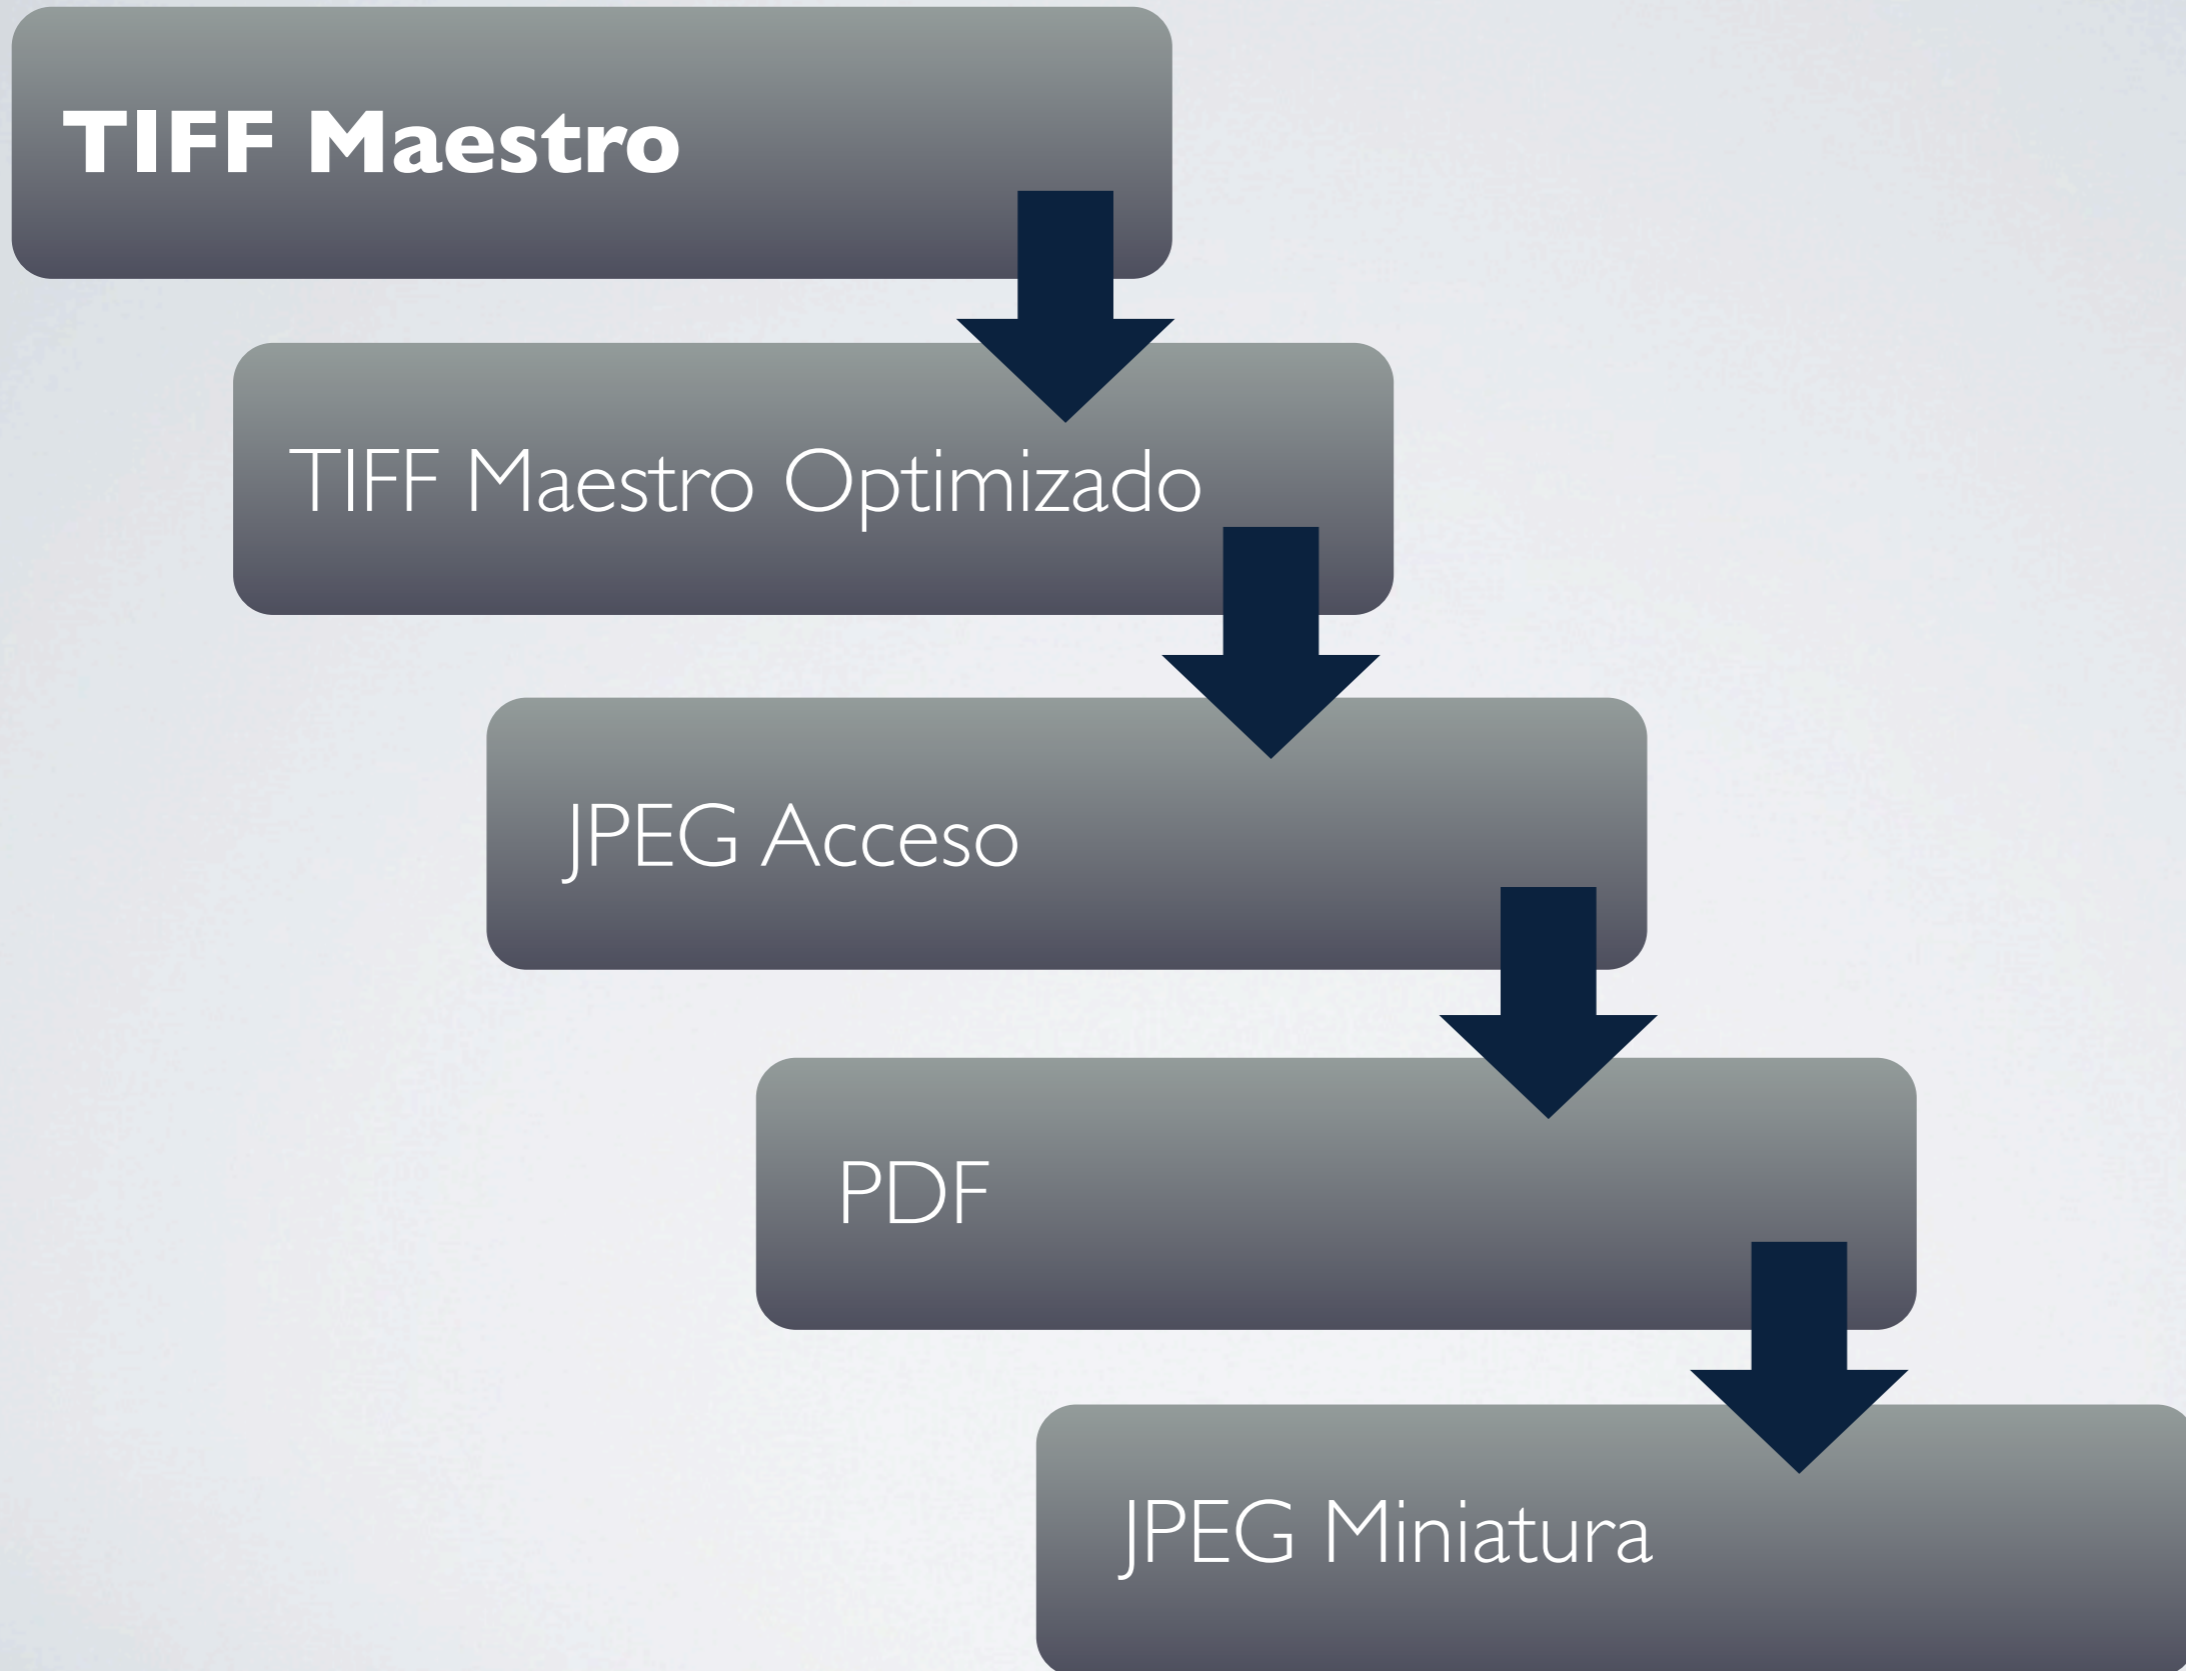 TIFF Maestro
TIFF Maestro Optimizado
JPEG Acceso
PDF
JPEG Miniatura